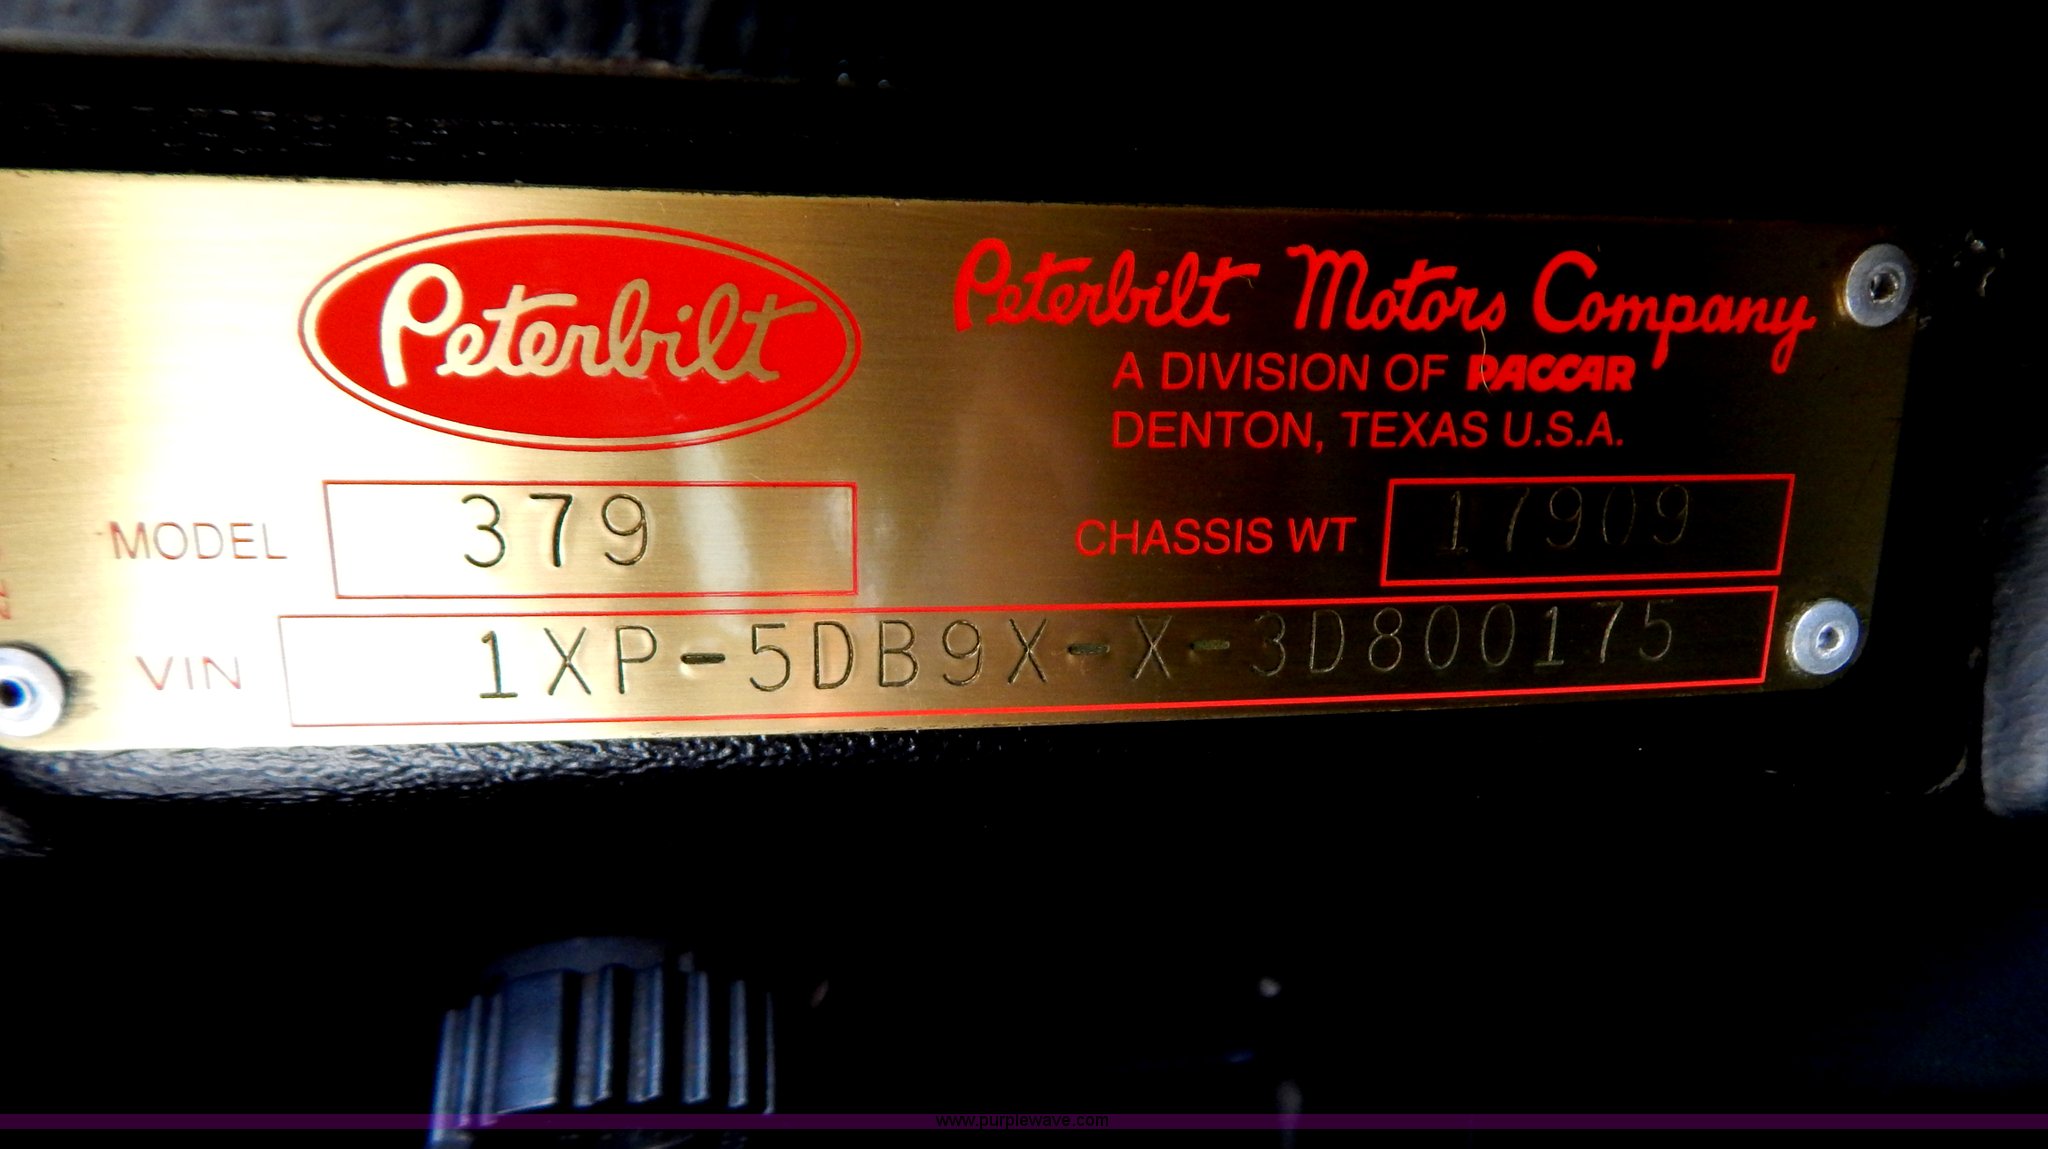 Peterbilt
Peterbilt Motors Company
A DIVISION OF PACCAR
DENTON, TEXAS U.S.A.
MODEL 379
CHASSIS WT 17909
VIN 1XP-5DB9X-X-3D800175
www.purplewave.com